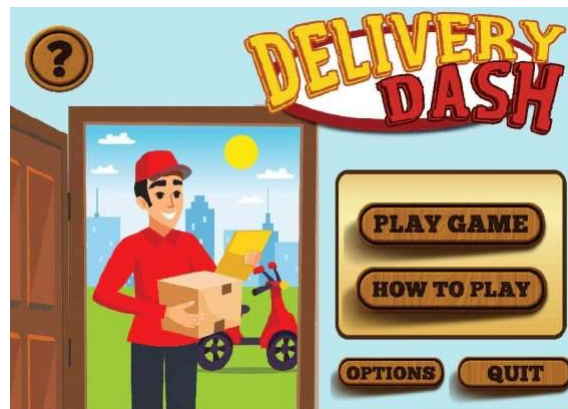 ?
DELIVERY
DASH
PLAY GAME
HOW TO PLAY
OPTIONS
QUIT